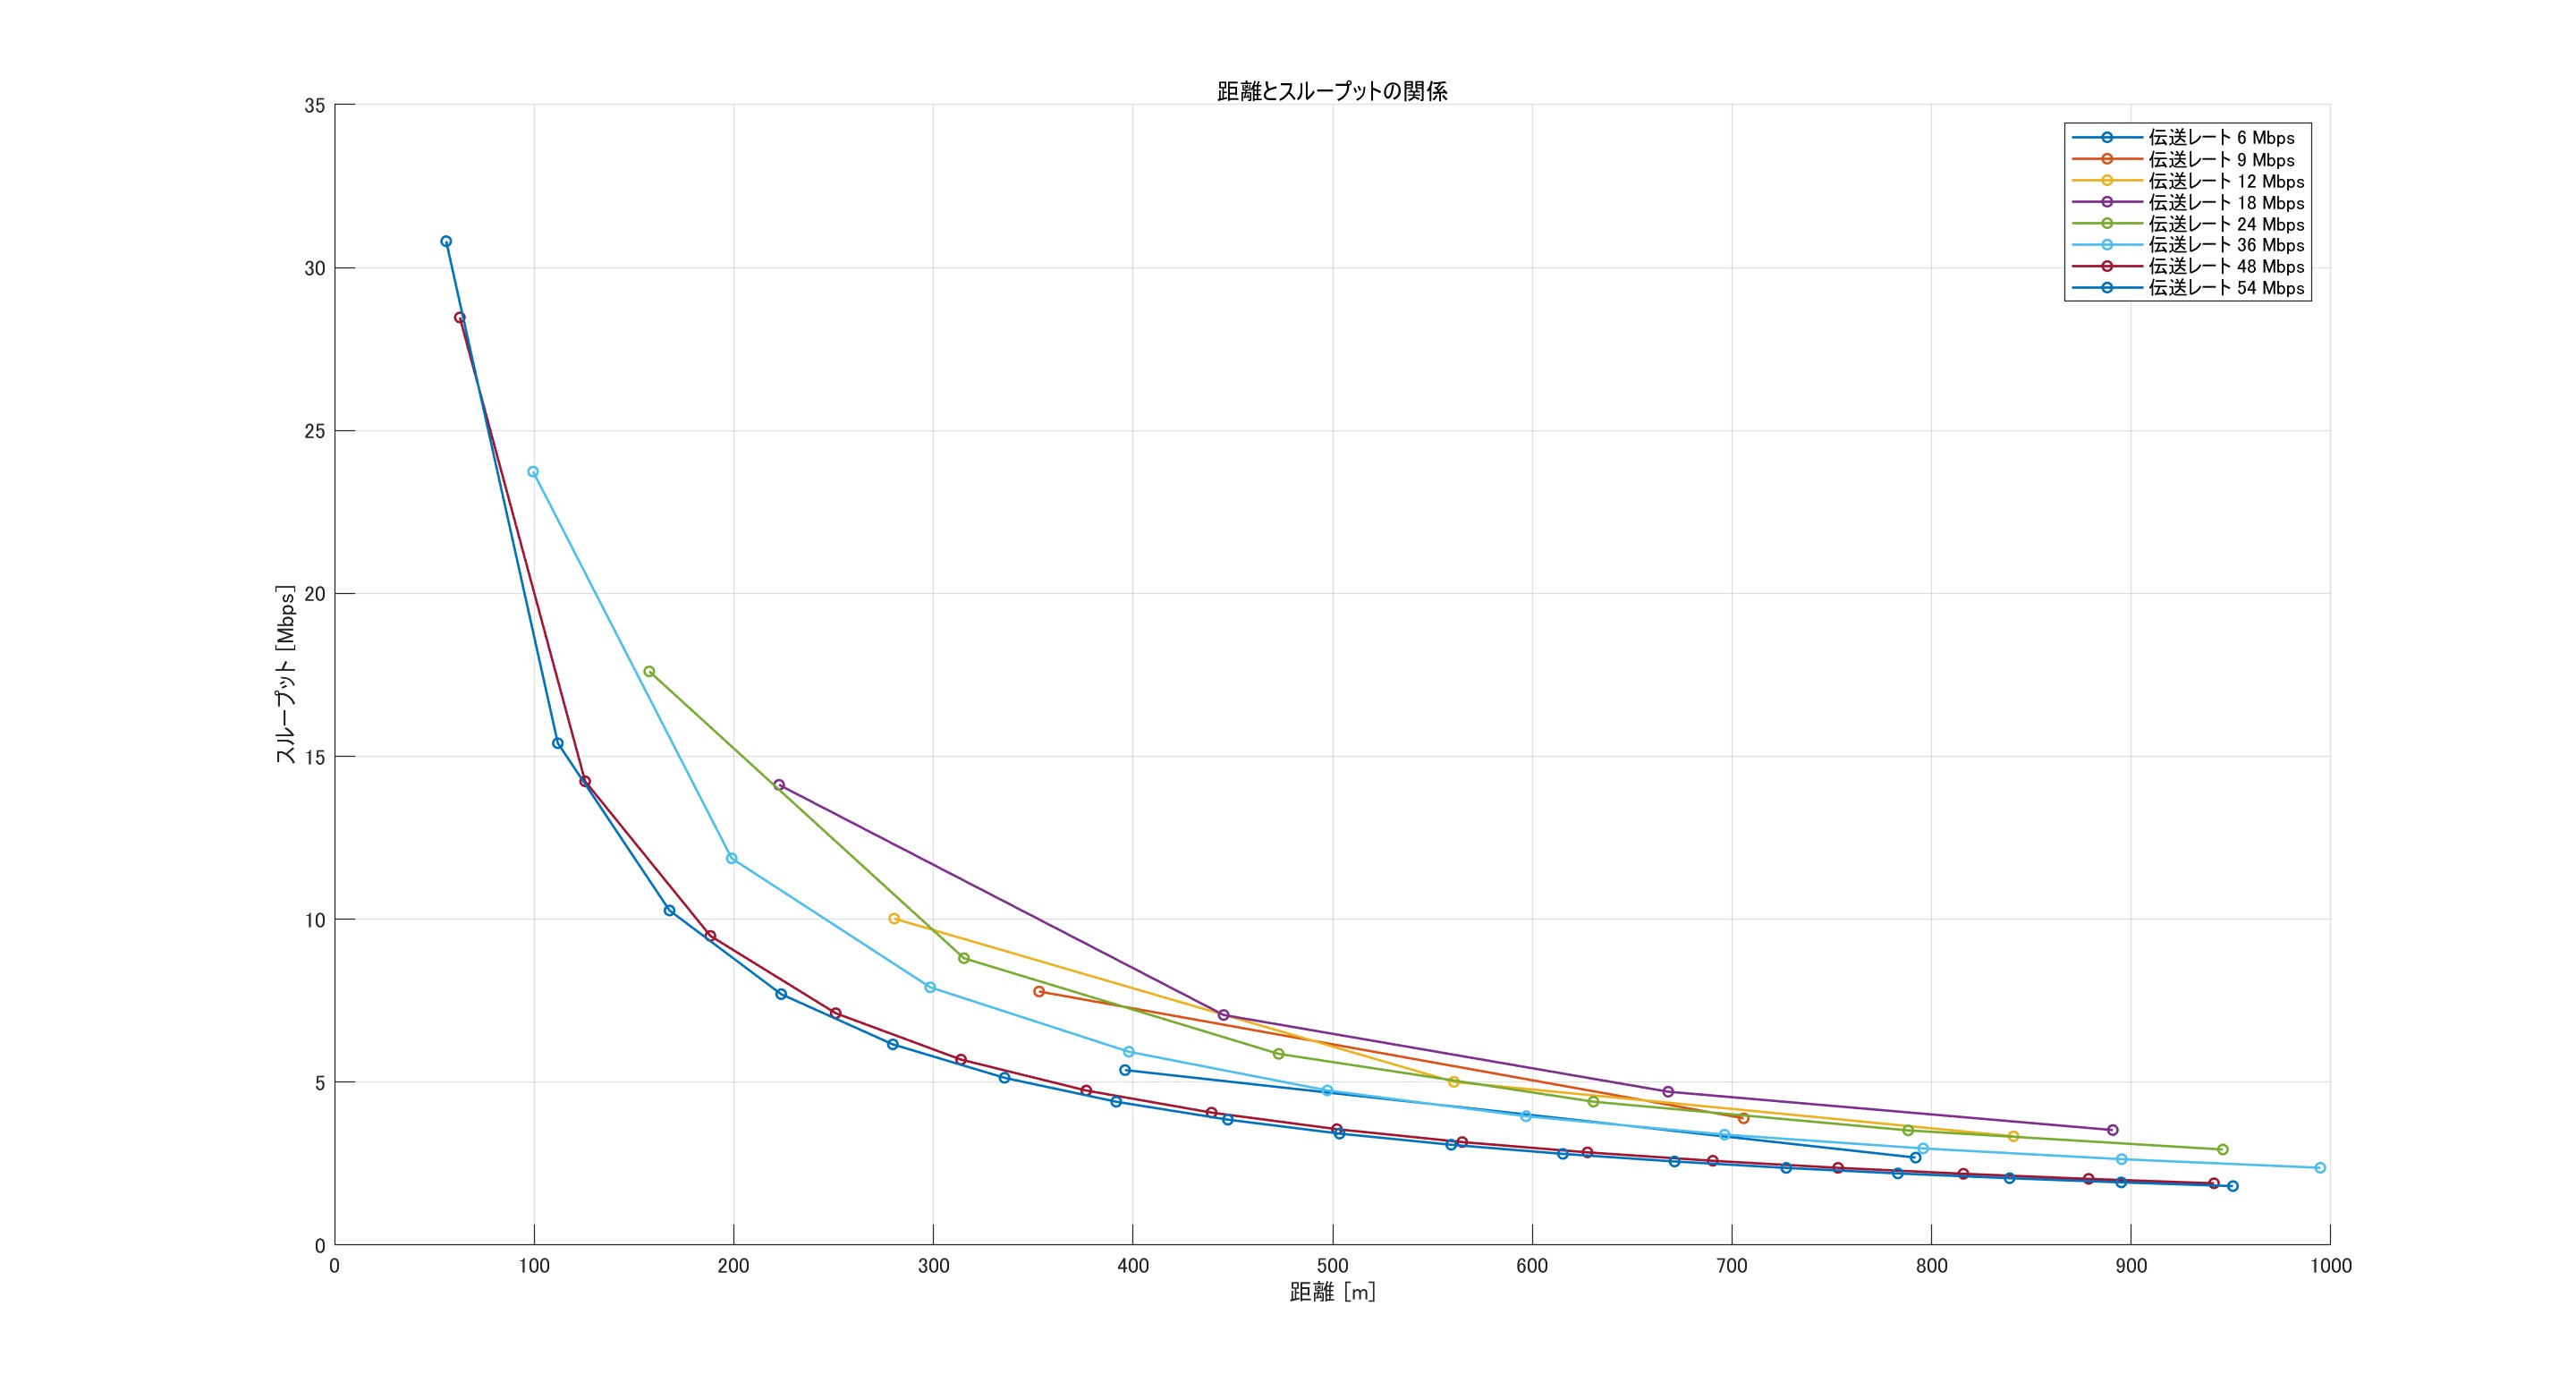 距離とスループットの関係
35
30
25
20
15
10
5
0
スループット [Mbps]
伝送レート 6 Mbps
伝送レート 9 Mbps
伝送レート 12 Mbps
伝送レート 18 Mbps
伝送レート 24 Mbps
伝送レート 36 Mbps
伝送レート 48 Mbps
伝送レート 54 Mbps
0 100 200 300 400 500 600 700 800 900 1000
距離 [m]